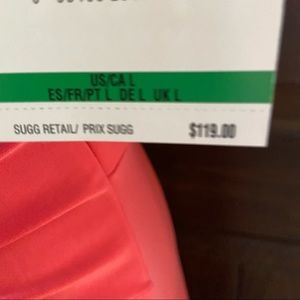 US/CA L
ES/FR/PT L DE L UK L
SUGG RETAIL/ PRIX SUGG $119.00